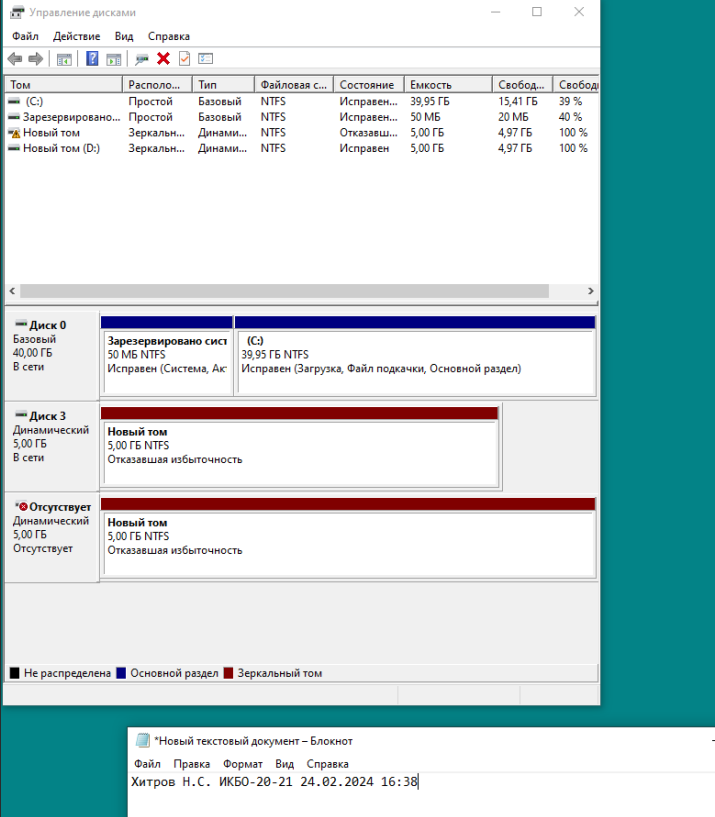 Управление дисками
Файл Действие Вид Справка
Том Располо... Тип Файловая с... Состояние Емкость Свобод... Свобод
(C:) Простой Базовый NTFS Исправен... 39,95 ГБ 15,41 ГБ 39 %
Зарезервировано... Простой Базовый NTFS Исправен... 50 МБ 20 МБ 40 %
Новый том Зеркальн... Динами... NTFS Отказавш... 5,00 ГБ 4,97 ГБ 100 %
Новый том (D:) Зеркальн... Динами... NTFS Исправен 5,00 ГБ 4,97 ГБ 100 %
Диск 0
Базовый
40,00 ГБ
В сети
Зарезервировано сист
50 МБ NTFS
Исправен (Система, Ак
(C:)
39,95 ГБ NTFS
Исправен (Загрузка, Файл подкачки, Основной раздел)
Диск 3
Динамический
5,00 ГБ
В сети
Новый том
5,00 ГБ NTFS
Отказавшая избыточность
Отсутствует
Динамический
5,00 ГБ
Отсутствует
Новый том
5,00 ГБ NTFS
Отказавшая избыточность
Не распределена Основной раздел Зеркальный том
*Новый текстовый документ – Блокнот
Файл Правка Формат Вид Справка
Хитров Н.С. ИКБО-20-21 24.02.2024 16:38